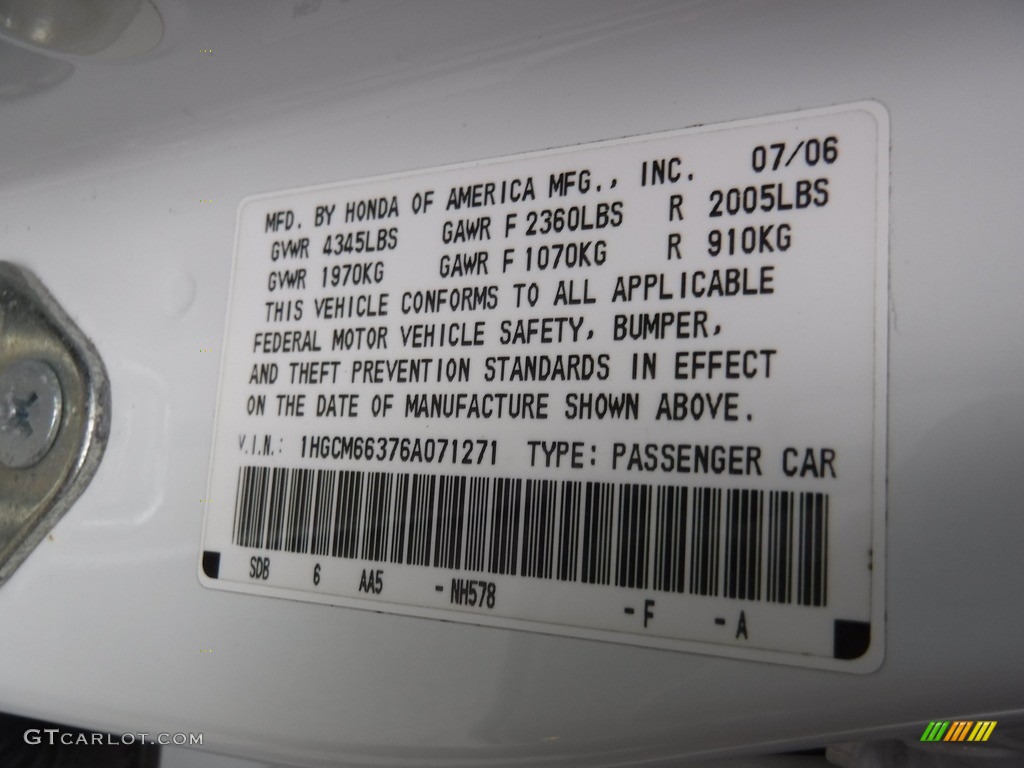 MFD. BY HONDA OF AMERICA MFG., INC. 07/06
GVWR 4345LBS GAWR F 2360LBS R 2005LBS
GVWR 1970KG GAWR F 1070KG R 910KG
THIS VEHICLE CONFORMS TO ALL APPLICABLE
FEDERAL MOTOR VEHICLE SAFETY, BUMPER,
AND THEFT PREVENTION STANDARDS IN EFFECT
ON THE DATE OF MANUFACTURE SHOWN ABOVE.
V.I.N.: 1HGCM66376A071271 TYPE: PASSENGER CAR
SDB 6 AA5 -NH578 -F -A
GTCARLOT.COM